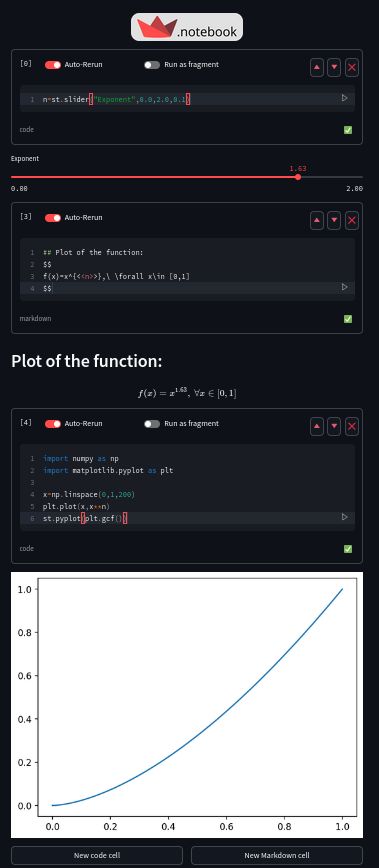 .notebook
[0] Auto-Rerun Run as fragment
1 n=st.slider("Exponent",0.0,2.0,0.1)
code
Exponent
1.63
0.00 2.00
[3] Auto-Rerun
1 ## Plot of the function:
2 $$
3 f(x)=x^{<<n>>},\ \forall x\in [0,1]
4 $$
markdown
Plot of the function:
f(x) = x^1.63, ∀x ∈ [0, 1]
[4] Auto-Rerun Run as fragment
1 import numpy as np
2 import matplotlib.pyplot as plt
3
4 x=np.linspace(0,1,200)
5 plt.plot(x,x**n)
6 st.pyplot(plt.gcf())
code
1.0
0.8
0.6
0.4
0.2
0.0
0.0 0.2 0.4 0.6 0.8 1.0
New code cell New Markdown cell